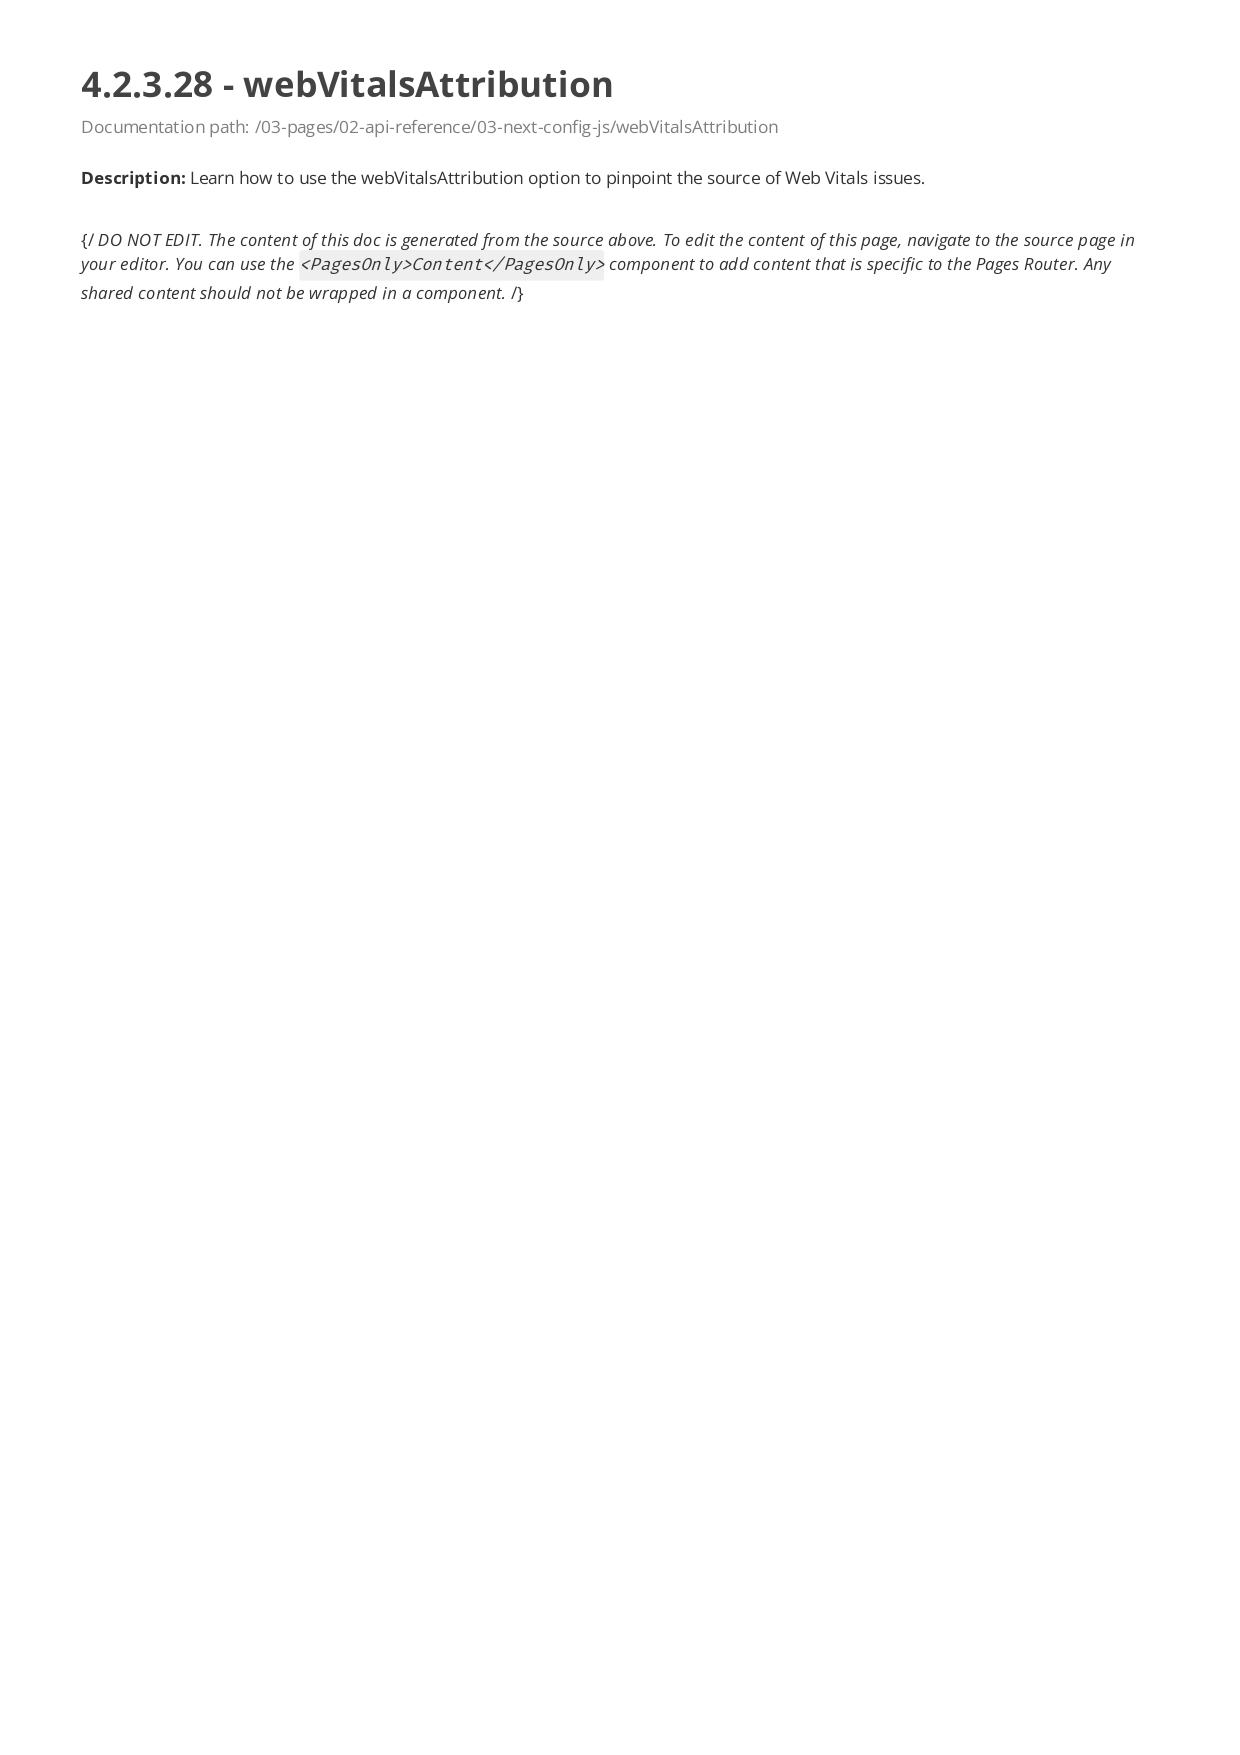 4.2.3.28 - webVitalsAttribution
Documentation path: /03-pages/02-api-reference/03-next-config-js/webVitalsAttribution
Description: Learn how to use the webVitalsAttribution option to pinpoint the source of Web Vitals issues.
{/ DO NOT EDIT. The content of this doc is generated from the source above. To edit the content of this page, navigate to the source page in
your editor. You can use the <PagesOnly>Content</PagesOnly> component to add content that is specific to the Pages Router. Any
shared content should not be wrapped in a component. /}